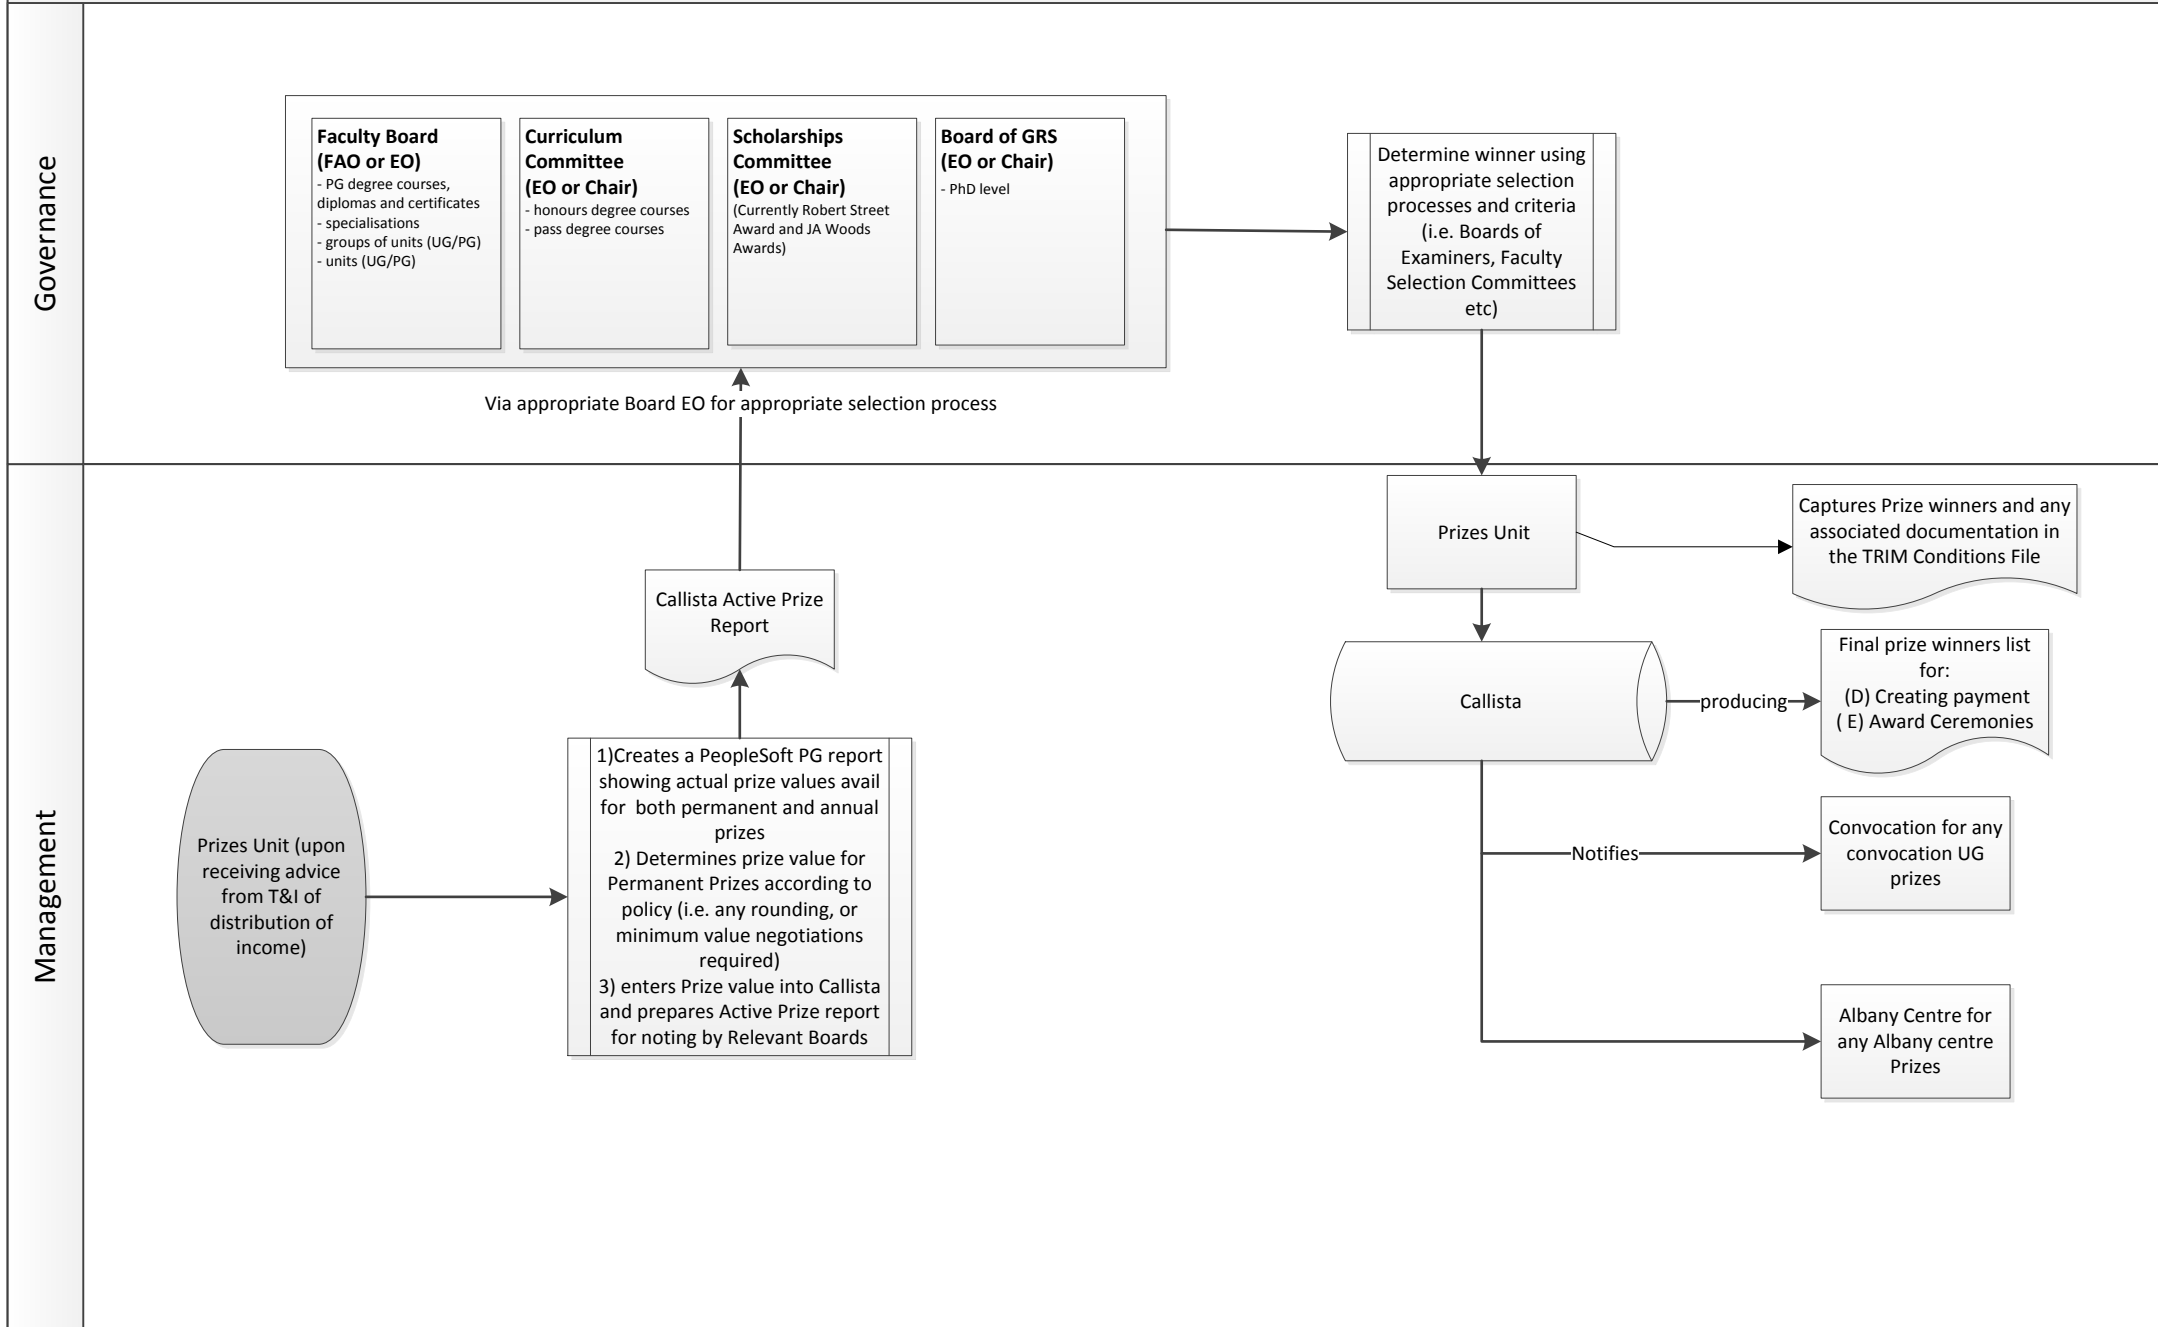 Governance
Faculty Board
(FAO or EO)
- PG degree courses,
diplomas and certificates
- specialisations
- groups of units (UG/PG)
- units (UG/PG)
Curriculum
Committee
(EO or Chair)
- honours degree courses
- pass degree courses
Scholarships
Committee
(EO or Chair)
(Currently Robert Street
Award and JA Woods
Awards)
Board of GRS
(EO or Chair)
- PhD level
Determine winner using
appropriate selection
processes and criteria
(i.e. Boards of
Examiners, Faculty
Selection Committees
etc)
Via appropriate Board EO for appropriate selection process
Management
Prizes Unit (upon
receiving advice
from T&I of
distribution of
income)
1)Creates a PeopleSoft PG report
showing actual prize values avail
for both permanent and annual
prizes
2) Determines prize value for
Permanent Prizes according to
policy (i.e. any rounding, or
minimum value negotiations
required)
3) enters Prize value into Callista
and prepares Active Prize report
for noting by Relevant Boards
Callista Active Prize
Report
Prizes Unit
Captures Prize winners and any
associated documentation in
the TRIM Conditions File
Callista
producing
Final prize winners list
for:
(D) Creating payment
( E) Award Ceremonies
Notifies
Convocation for any
convocation UG
prizes
Albany Centre for
any Albany centre
Prizes